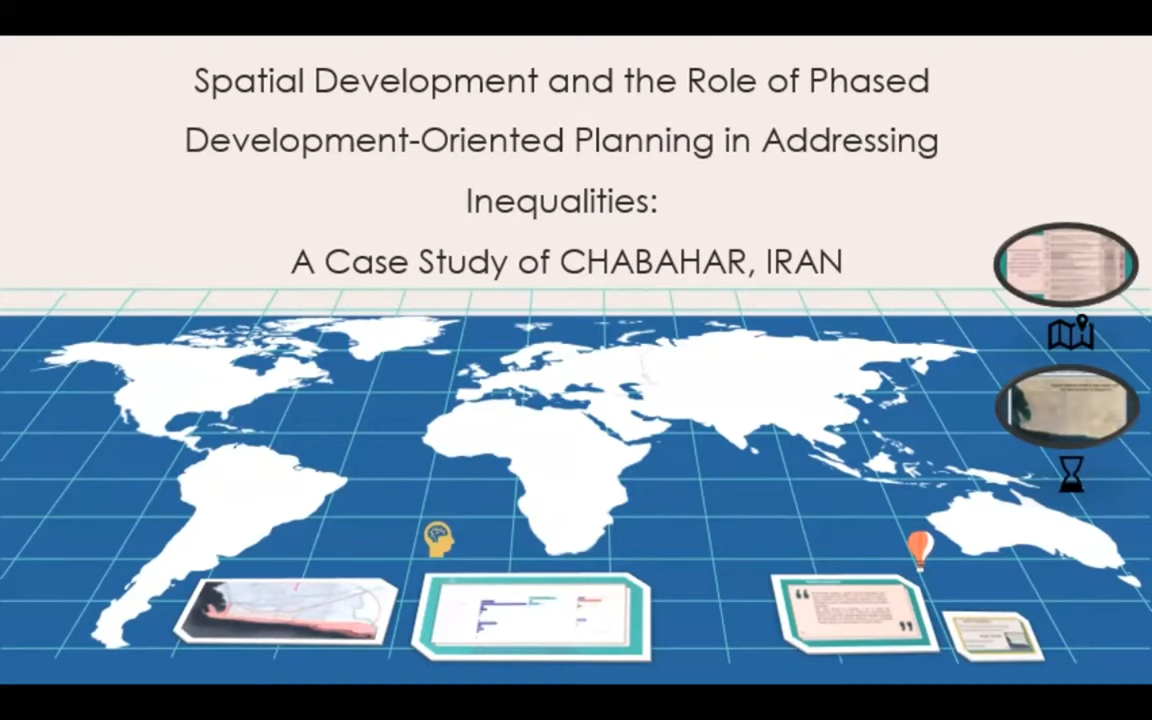 Spatial Development and the Role of Phased
Development-Oriented Planning in Addressing
Inequalities:
A Case Study of CHABAHAR, IRAN